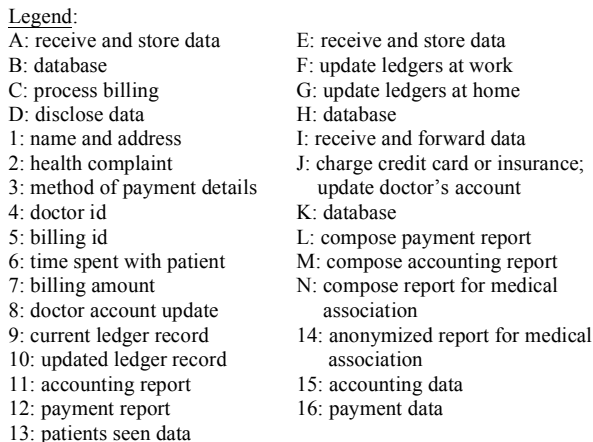 Legend:
A: receive and store data
B: database
C: process billing
D: disclose data
1: name and address
2: health complaint
3: method of payment details
4: doctor id
5: billing id
6: time spent with patient
7: billing amount
8: doctor account update
9: current ledger record
10: updated ledger record
11: accounting report
12: payment report
13: patients seen data
E: receive and store data
F: update ledgers at work
G: update ledgers at home
H: database
I: receive and forward data
J: charge credit card or insurance;
update doctor's account
K: database
L: compose payment report
M: compose accounting report
N: compose report for medical
association
14: anonymized report for medical
association
15: accounting data
16: payment data